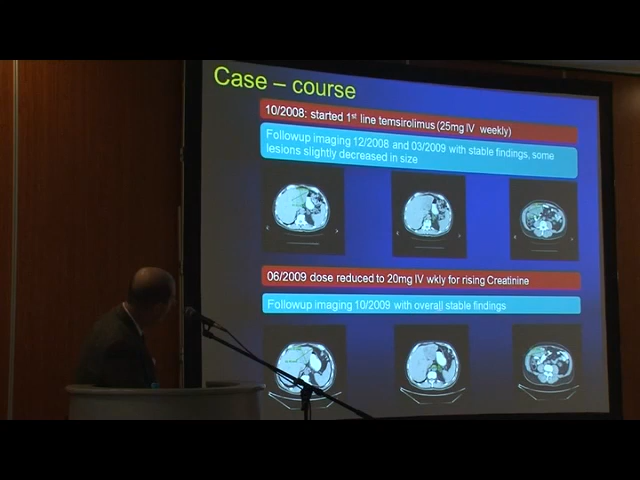 Case – course
10/2008: started 1st line temsirolimus (25mg IV weekly)
Followup imaging 12/2008 and 03/2009 with stable findings, some
lesions slightly decreased in size
06/2009 dose reduced to 20mg IV wkly for rising Creatinine
Followup imaging 10/2009 with overall stable findings